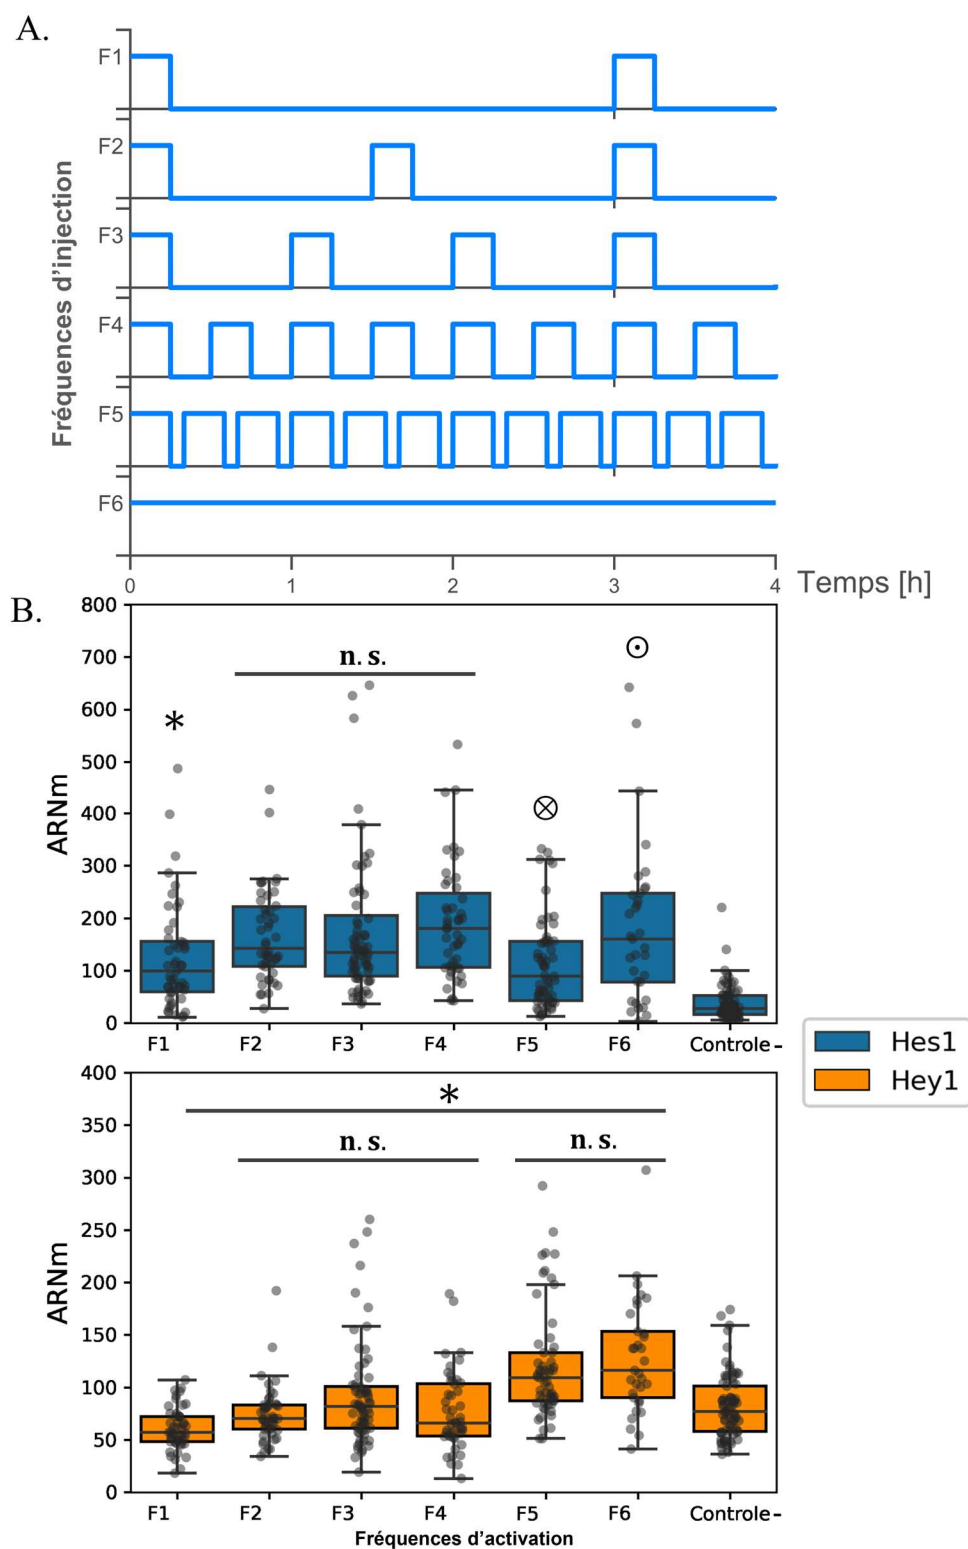 A.
Fréquences d'injection
F1
F2
F3
F4
F5
F6
0 1 2 3 4 Temps [h]
B.
ARNm
800
700
600
500
400
300
200
100
0
n. s.
*
F1 F2 F3 F4 F5 F6 Controle-
Hes1
Hey1
ARNm
400
350
300
250
200
150
100
50
0
*
n. s. n. s.
F1 F2 F3 F4 F5 F6 Controle-
Fréquences d'activation